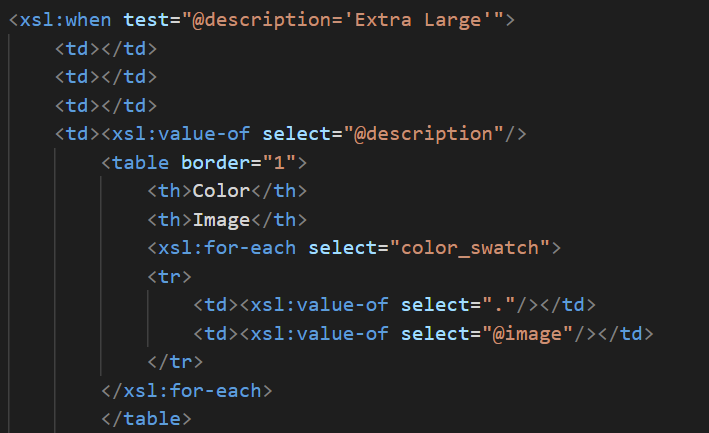 <xsl:when test="@description='Extra Large'">
<td></td>
<td></td>
<td></td>
<td><xsl:value-of select="@description"/>
<table border="1">
<th>Color</th>
<th>Image</th>
<xsl:for-each select="color_swatch">
<tr>
<td><xsl:value-of select="."/></td>
<td><xsl:value-of select="@image"/></td>
</tr>
</xsl:for-each>
</table>